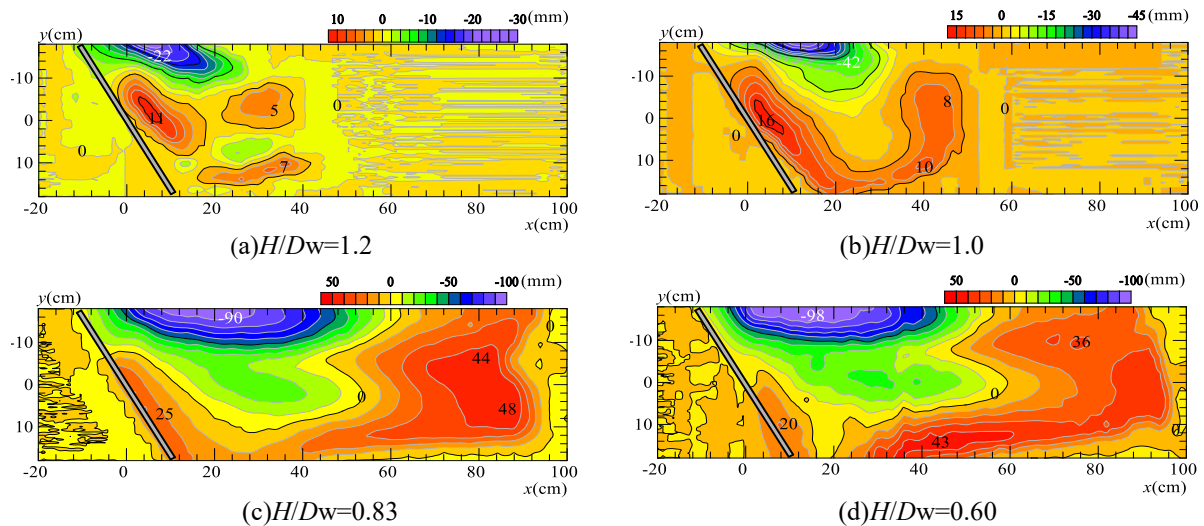 10 0 -10 -20 -30 (mm)
y(cm)
-22
-10
0
10
11
5
7
0
0
-20 0 20 40 60 80 100
x(cm)
(a)H/Dw=1.2
15 0 -15 -30 -45 (mm)
y(cm)
-42
-10
0
10
16
8
10
0
0
-20 0 20 40 60 80 100
x(cm)
(b)H/Dw=1.0
50 0 -50 -100 (mm)
y(cm)
-90
-10
0
10
25
44
48
0
0
-20 0 20 40 60 80 100
x(cm)
(c)H/Dw=0.83
50 0 -50 -100 (mm)
y(cm)
-98
-10
0
10
20
36
43
0
0
-20 0 20 40 60 80 100
x(cm)
(d)H/Dw=0.60